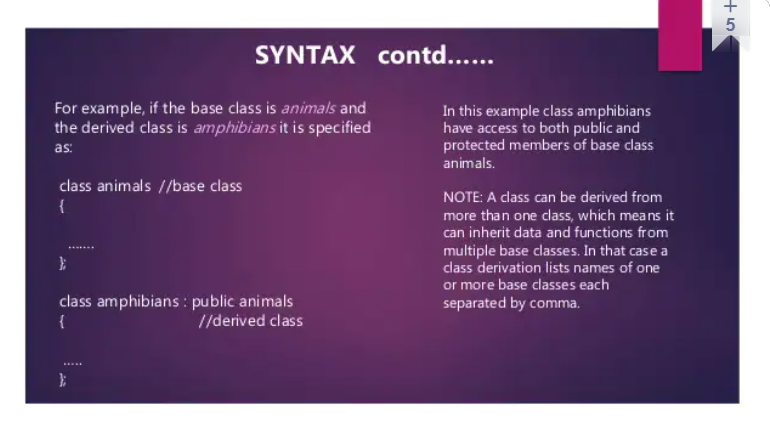 +
5
SYNTAX contd......
For example, if the base class is animals and
the derived class is amphibians it is specified
as:
class animals //base class
{
.......
};
class amphibians : public animals
{ //derived class
.....
};
In this example class amphibians
have access to both public and
protected members of base class
animals.
NOTE: A class can be derived from
more than one class, which means it
can inherit data and functions from
multiple base classes. In that case a
class derivation lists names of one
or more base classes each
separated by comma.